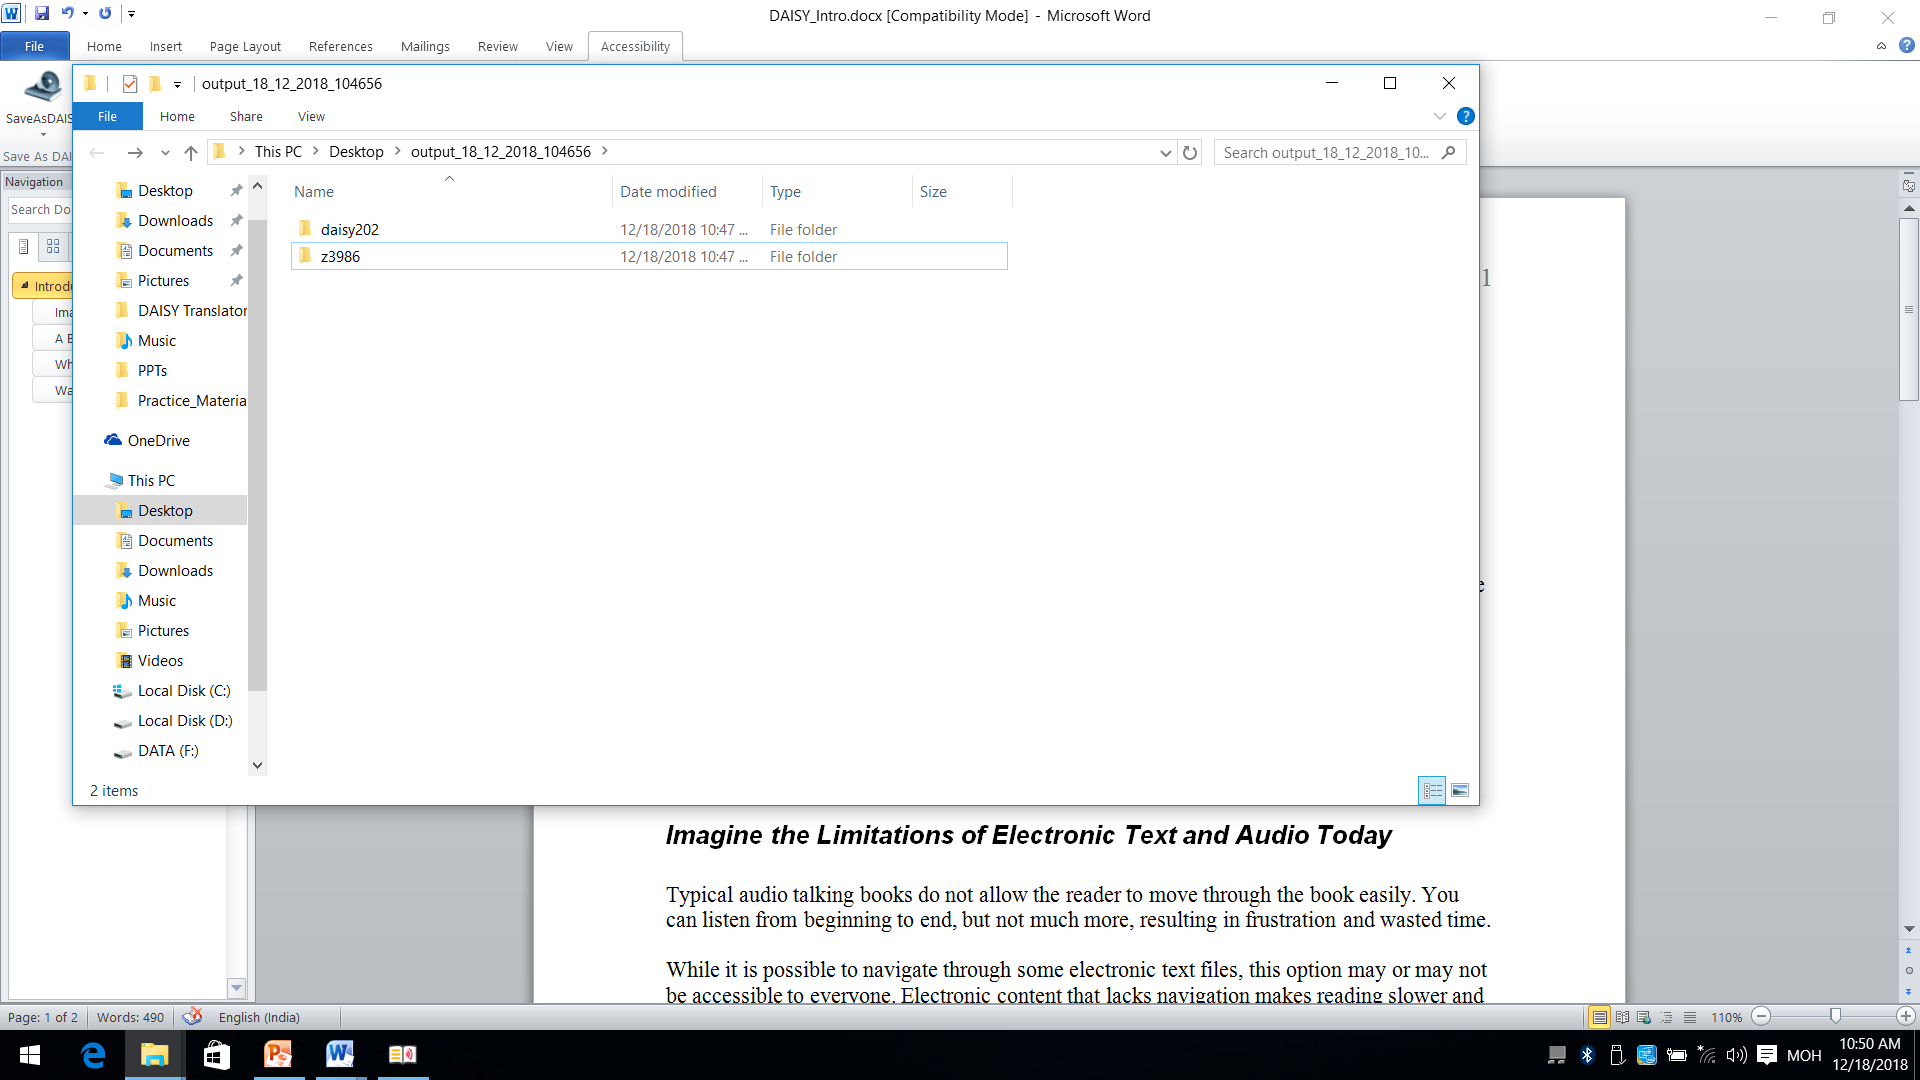 DAISY_Intro.docx [Compatibility Mode] - Microsoft Word
File Home Insert Page Layout References Mailings Review View Accessibility
SaveAsDAIS
Save As DAI
output_18_12_2018_104656
File Home Share View
This PC Desktop output_18_12_2018_104656
Search output_18_12_2018_10...
Navigation
Search Do
Introdu
Ima
A B
Wh
Wa
Desktop
Downloads
Documents
Pictures
DAISY Translator
Music
PPTs
Practice_Materia
OneDrive
This PC
Desktop
Documents
Downloads
Music
Pictures
Videos
Local Disk (C:)
Local Disk (D:)
DATA (F:)
Name Date modified Type Size
daisy202 12/18/2018 10:47 ... File folder
z3986 12/18/2018 10:47 ... File folder
2 items
1
e
Imagine the Limitations of Electronic Text and Audio Today
Typical audio talking books do not allow the reader to move through the book easily. You
can listen from beginning to end, but not much more, resulting in frustration and wasted time.
While it is possible to navigate through some electronic text files, this option may or may not
be accessible to everyone. Electronic content that lacks navigation makes reading slower and
Page: 1 of 2 Words: 490 English (India) 110%
MOH
10:50 AM
12/18/2018